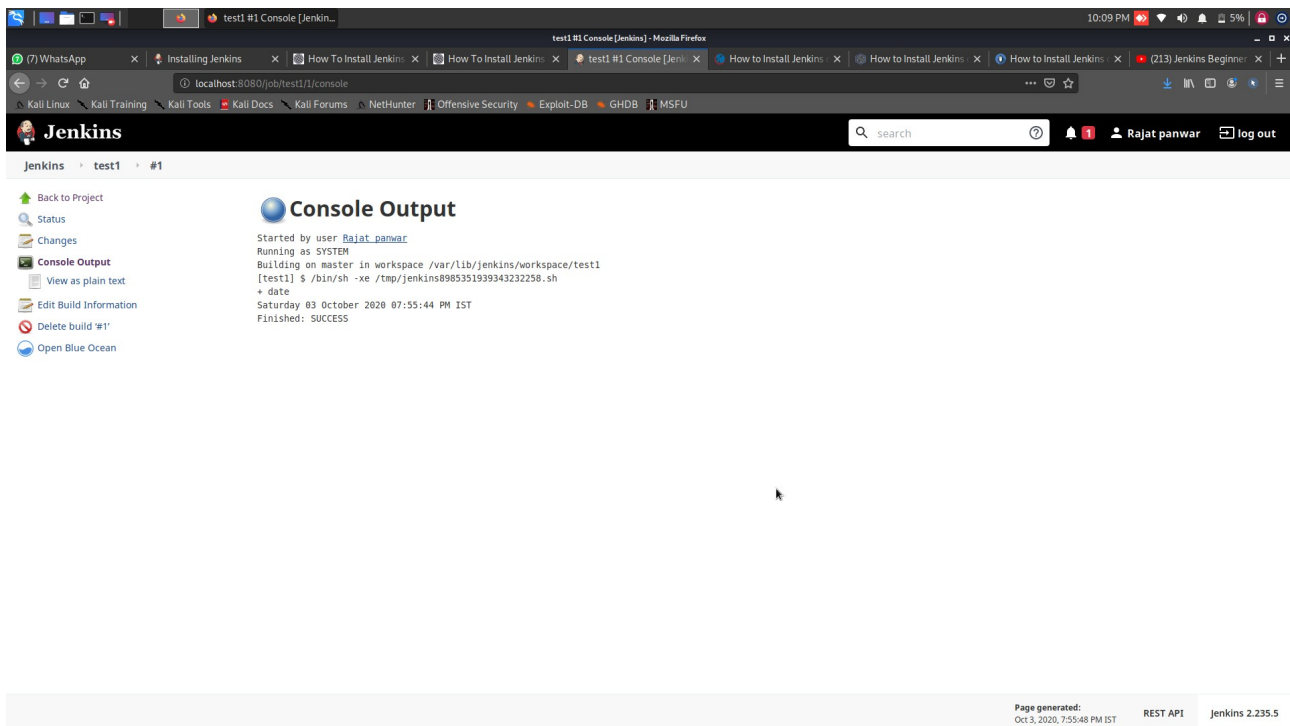 test1 #1 Console [Jenkin...
10:09 PM
5%
test1 #1 Console [Jenkins] - Mozilla Firefox
(7) WhatsApp
Installing Jenkins
How To Install Jenkins
How To Install Jenkins
test1 #1 Console [Jenki
How to Install Jenkins
How to Install Jenkins
How to Install Jenkins
(213) Jenkins Beginner
localhost:8080/job/test1/1/console
Kali Linux Kali Training Kali Tools Kali Docs Kali Forums NetHunter Offensive Security Exploit-DB GHDB MSFU
Jenkins
search
1
Rajat panwar
log out
Jenkins test1 #1
Back to Project
Status
Changes
Console Output
View as plain text
Edit Build Information
Delete build '#1'
Open Blue Ocean
Console Output
Started by user Rajat panwar
Running as SYSTEM
Building on master in workspace /var/lib/jenkins/workspace/test1
[test1] $ /bin/sh -xe /tmp/jenkins8985351939343232258.sh
+ date
Saturday 03 October 2020 07:55:44 PM IST
Finished: SUCCESS
Page generated:
Oct 3, 2020, 7:55:48 PM IST
REST API
Jenkins 2.235.5